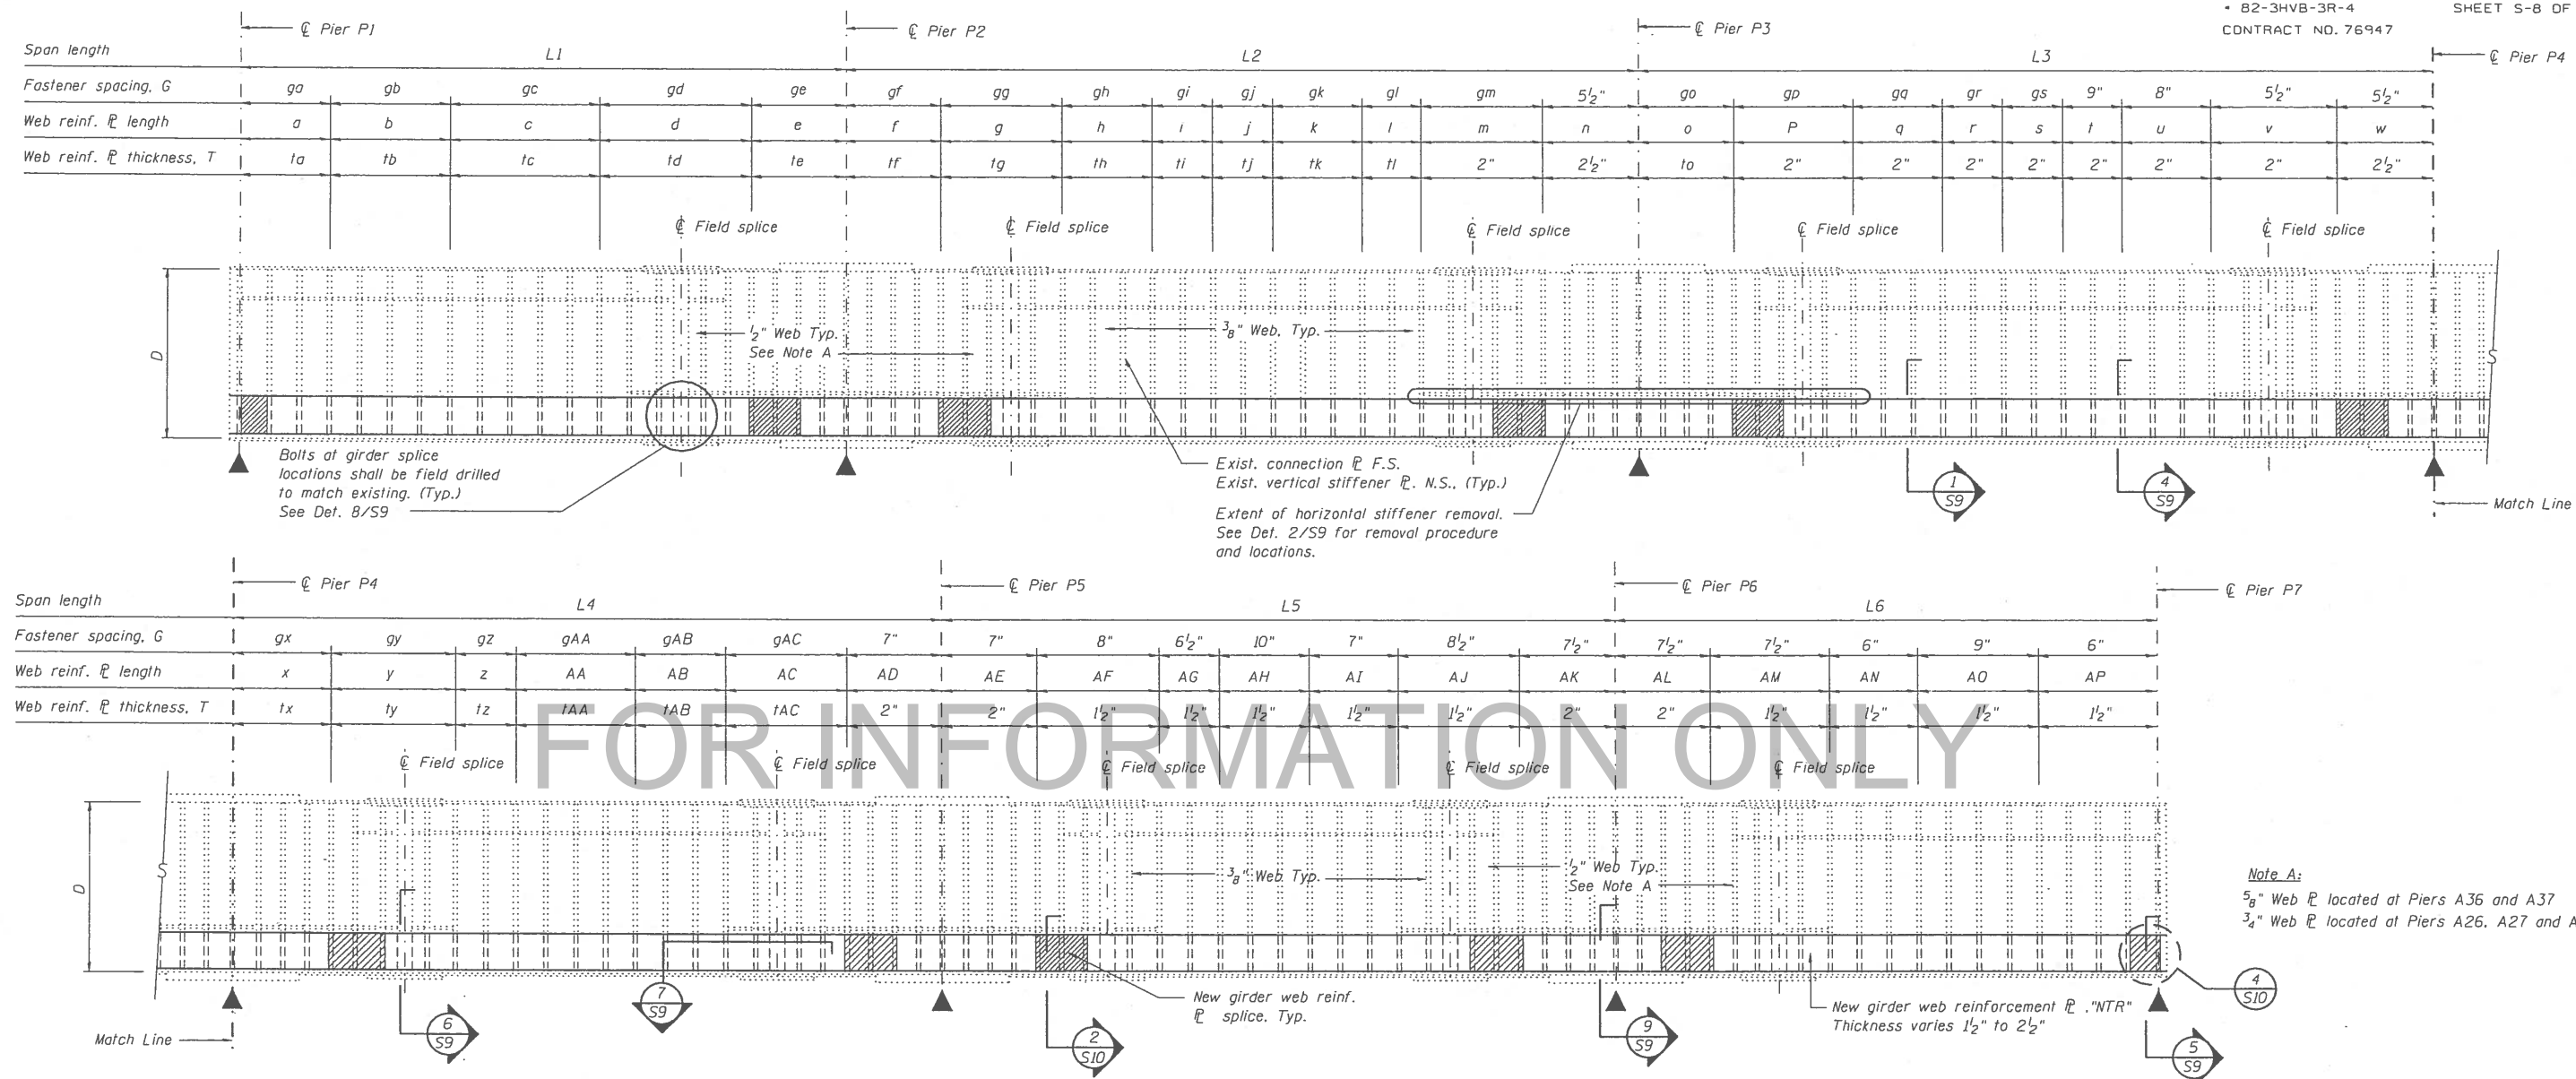 • 82-3HVB-3R-4
SHEET S-8 OF
CONTRACT NO. 76947
℄ Pier P1
℄ Pier P2
℄ Pier P3
℄ Pier P4
Span length L1 L2 L3
Fastener spacing, G ga gb gc gd ge gf gg gh gi gj gk gl gm 5½" go gp gq gr gs 9" 8" 5½" 5½"
Web reinf. ℙ length a b c d e f g h i j k l m n o P q r s t u v w
Web reinf. ℙ thickness, T ta tb tc td te tf tg th ti tj tk tl 2" 2½" to 2" 2" 2" 2" 2" 2" 2" 2½"
℄ Field splice
℄ Field splice
℄ Field splice
℄ Field splice
℄ Field splice
D
½" Web Typ.
See Note A
⅜" Web, Typ.
S
Bolts at girder splice
locations shall be field drilled
to match existing. (Typ.)
See Det. 8/S9
Exist. connection ℙ F.S.
Exist. vertical stiffener ℙ. N.S., (Typ.)
Extent of horizontal stiffener removal.
See Det. 2/S9 for removal procedure
and locations.
1
S9
4
S9
Match Line
℄ Pier P4
℄ Pier P5
℄ Pier P6
℄ Pier P7
Span length L4 L5 L6
Fastener spacing, G gx gy gz gAA gAB gAC 7" 7" 8" 6½" 10" 7" 8½" 7½" 7½" 7½" 6" 9" 6"
Web reinf. ℙ length x y z AA AB AC AD AE AF AG AH AI AJ AK AL AM AN AO AP
Web reinf. ℙ thickness, T tx ty tz tAA tAB tAC 2" 2" 1½" 1½" 1½" 1½" 1½" 2" 2" 1½" 1½" 1½" 1½"
FOR INFORMATION ONLY
℄ Field splice
℄ Field splice
℄ Field splice
℄ Field splice
℄ Field splice
D
S
⅜" Web Typ.
½" Web Typ.
See Note A
Note A:
⅝" Web ℙ located at Piers A36 and A37
¾" Web ℙ located at Piers A26, A27 and A
Match Line
6
S9
7
S9
New girder web reinf.
ℙ splice, Typ.
2
S10
9
S9
New girder web reinforcement ℙ ,"NTR"
Thickness varies 1½" to 2½"
4
S10
5
S9